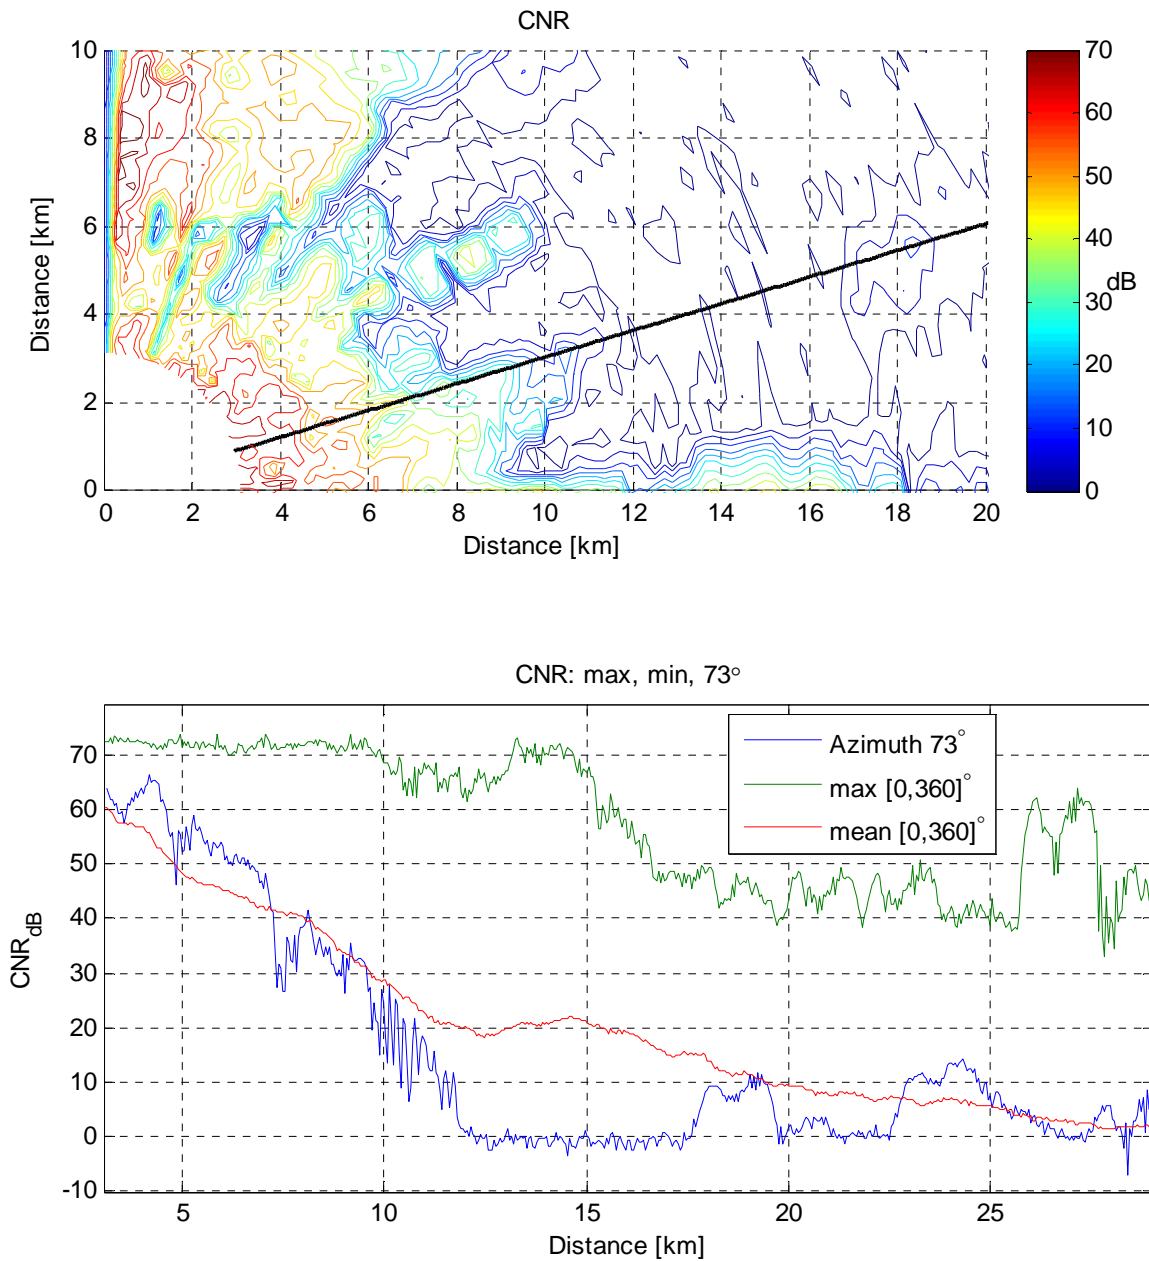 CNR
10
8
6
4
2
0
Distance [km]
0 2 4 6 8 10 12 14 16 18 20
Distance [km]
70
60
50
40
30
20
10
0
dB
CNR: max, min, 73°
70
60
50
40
30
20
10
0
-10
CNR_dB
Azimuth 73°
max [0,360]°
mean [0,360]°
5 10 15 20 25
Distance [km]